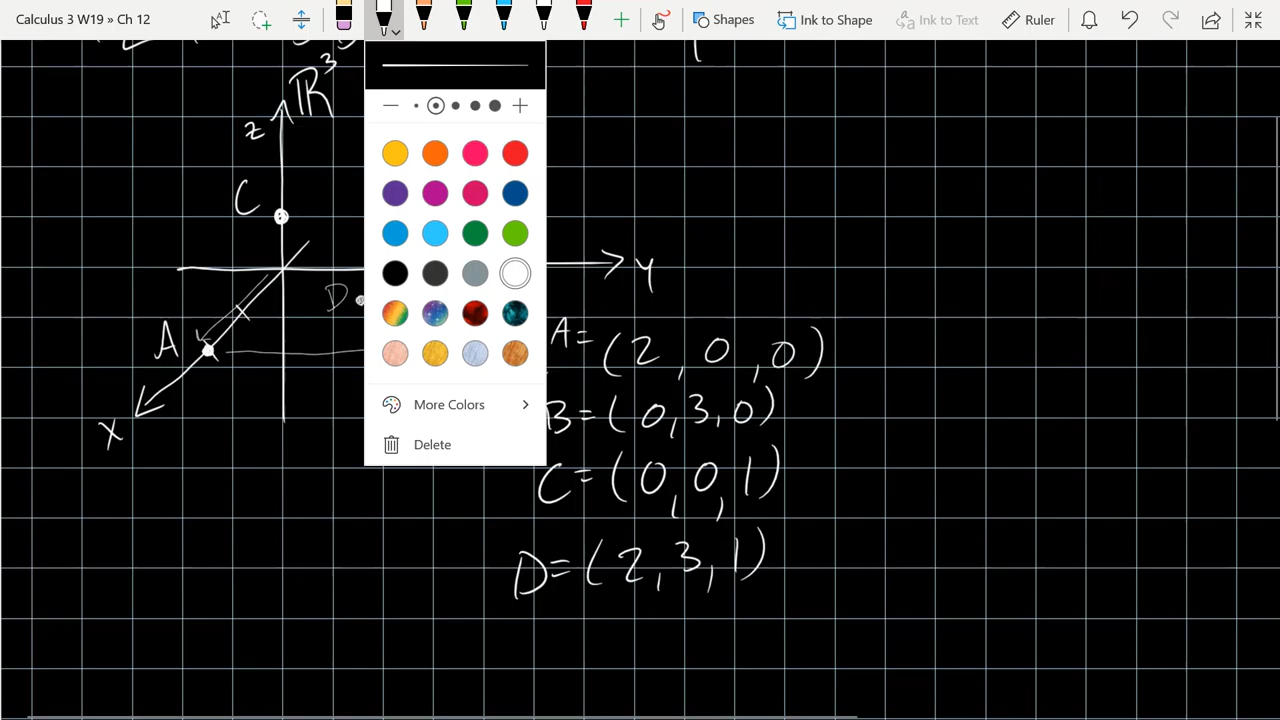 Calculus 3 W19 » Ch 12
Shapes
Ink to Shape
Ink to Text
Ruler
ℝ³
z
C
y
D
A
x
More Colors
Delete
A = (2, 0, 0)
B = (0, 3, 0)
C = (0, 0, 1)
D = (2, 3, 1)